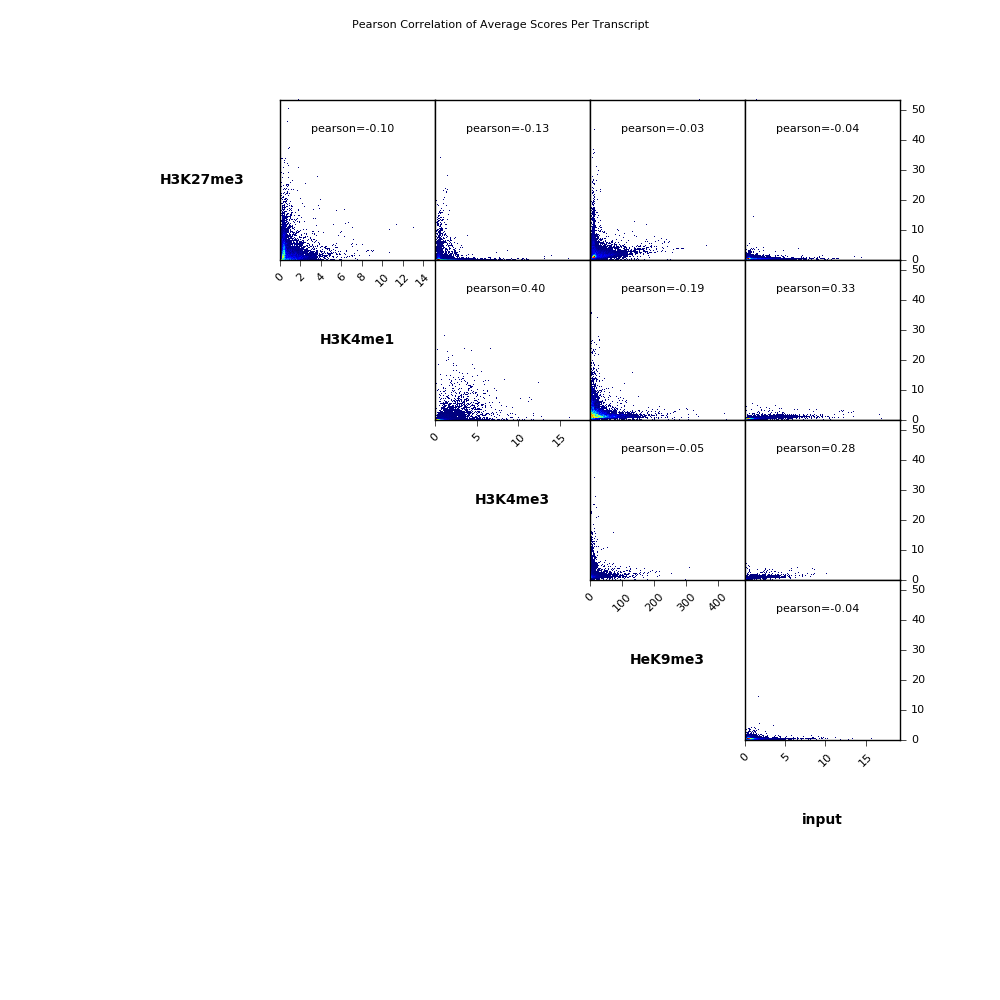 Pearson Correlation of Average Scores Per Transcript
pearson=-0.10 pearson=-0.13 pearson=-0.03 pearson=-0.04
H3K27me3
50
40
30
20
10
0
0 2 4 6 8 10 12 14
pearson=0.40 pearson=-0.19 pearson=0.33
H3K4me1
50
40
30
20
10
0
0 5 10 15
pearson=-0.05 pearson=0.28
H3K4me3
50
40
30
20
10
0
0 100 200 300 400
pearson=-0.04
HeK9me3
50
40
30
20
10
0
0 5 10 15
input